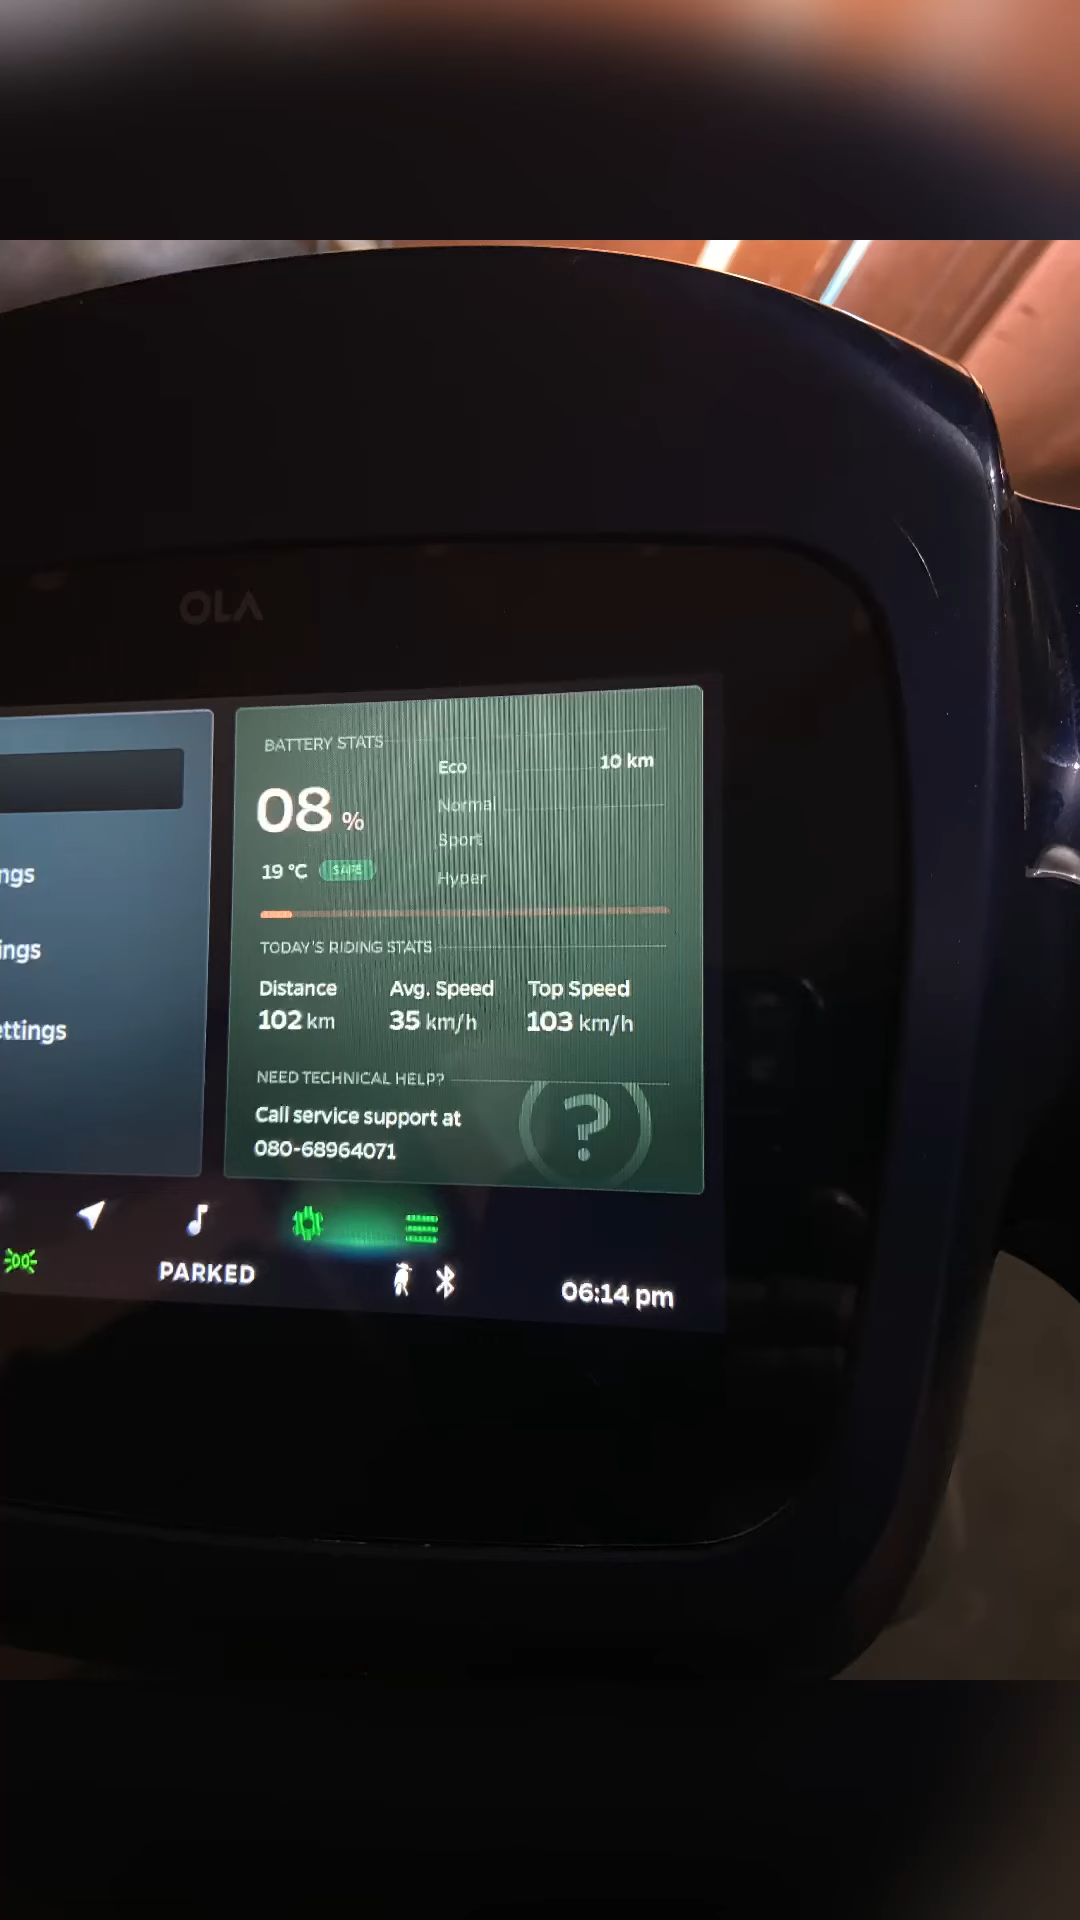 OLA
BATTERY STATS
08 %
19 °C SAFE
Eco 10 km
Normal
Sport
Hyper
TODAY'S RIDING STATS
Distance Avg. Speed Top Speed
102 km 35 km/h 103 km/h
NEED TECHNICAL HELP?
Call service support at
080-68964071
?
ngs
ings
ettings
PARKED
06:14 pm